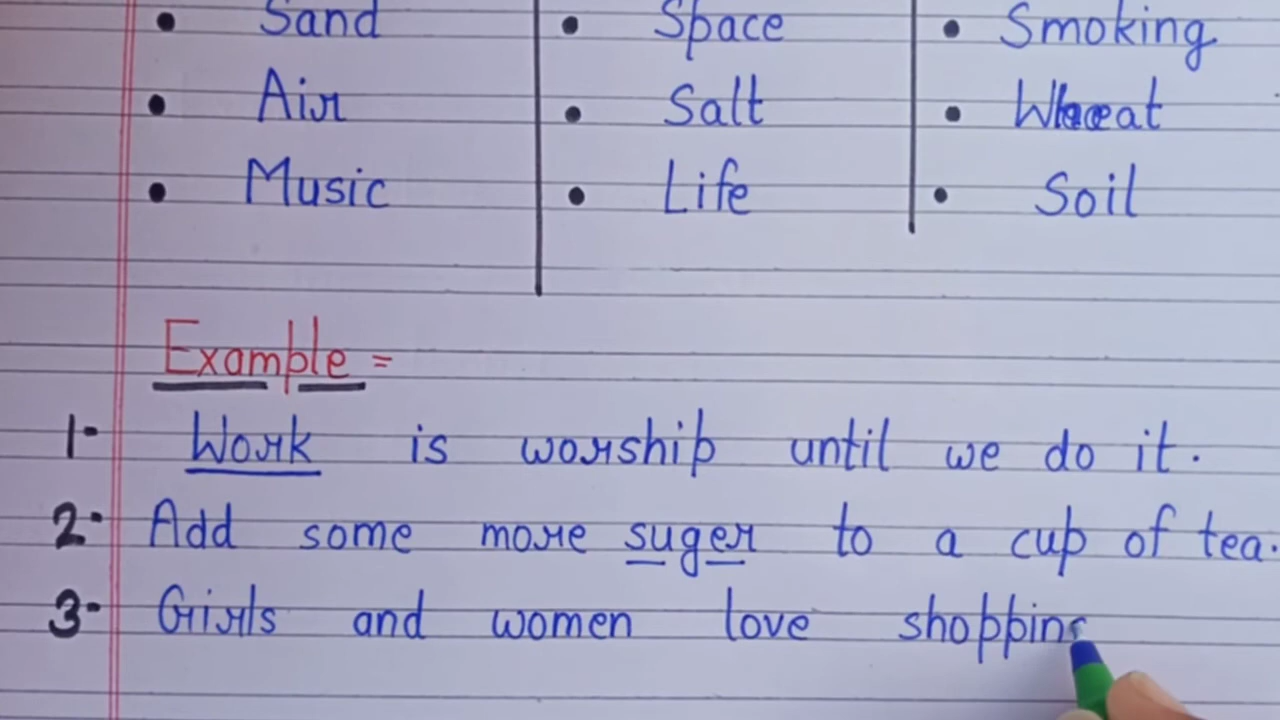 • Sand • Space • Smoking
• Air • Salt • Wheat
• Music • Life • Soil
Example =
1- Work is worship until we do it.
2- Add some more suger to a cup of tea.
3- Girls and women love shopping